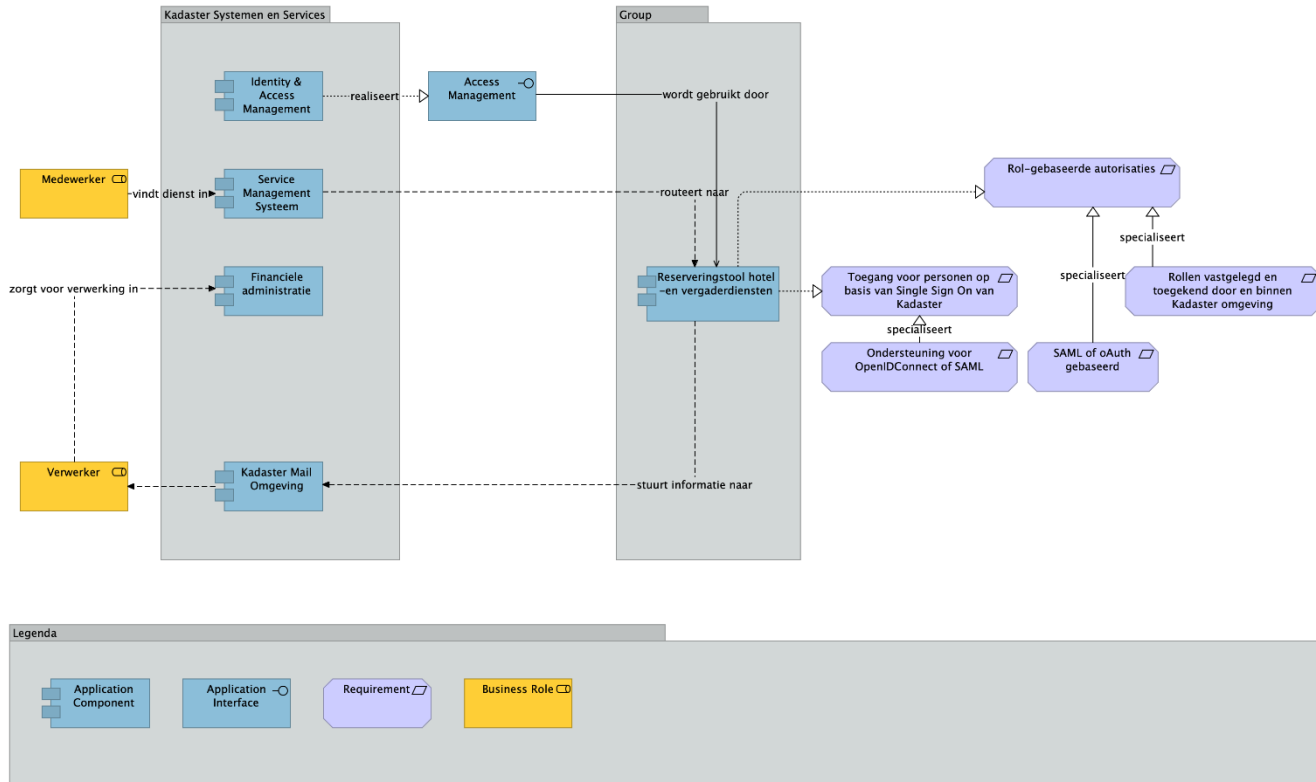 Kadaster Systemen en Services
Group
Identity &
Access
Management
realiseert
Access
Management
wordt gebruikt door
Medewerker
vindt dienst in
Service
Management
Systeem
routeert naar
Rol-gebaseerde autorisaties
specialiseert
specialiseert
zorgt voor verwerking in
Financiele
administratie
Reserveringstool hotel
-en vergaderdiensten
Toegang voor personen op
basis van Single Sign On van
Kadaster
Rollen vastgelegd en
toegekend door en binnen
Kadaster omgeving
specialiseert
Ondersteuning voor
OpenIDConnect of SAML
SAML of oAuth
gebaseerd
Verwerker
Kadaster Mail
Omgeving
stuurt informatie naar
Legenda
Application
Component
Application
Interface
Requirement
Business Role